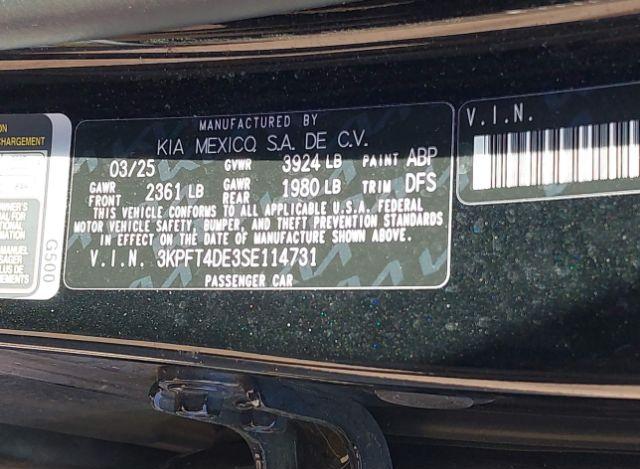 MANUFACTURED BY
KIA MEXICO, S.A. DE C.V.
03/25 GVWR 3924 LB PAINT ABP
GAWR FRONT 2361 LB GAWR REAR 1980 LB TRIM DFS
THIS VEHICLE CONFORMS TO ALL APPLICABLE U.S.A. FEDERAL
MOTOR VEHICLE SAFETY, BUMPER, AND THEFT PREVENTION STANDARDS
IN EFFECT ON THE DATE OF MANUFACTURE SHOWN ABOVE.
V.I.N. 3KPFT4DE3SE114731
PASSENGER CAR
V.I.N.
CHARGEMENT
MANUEL
G500